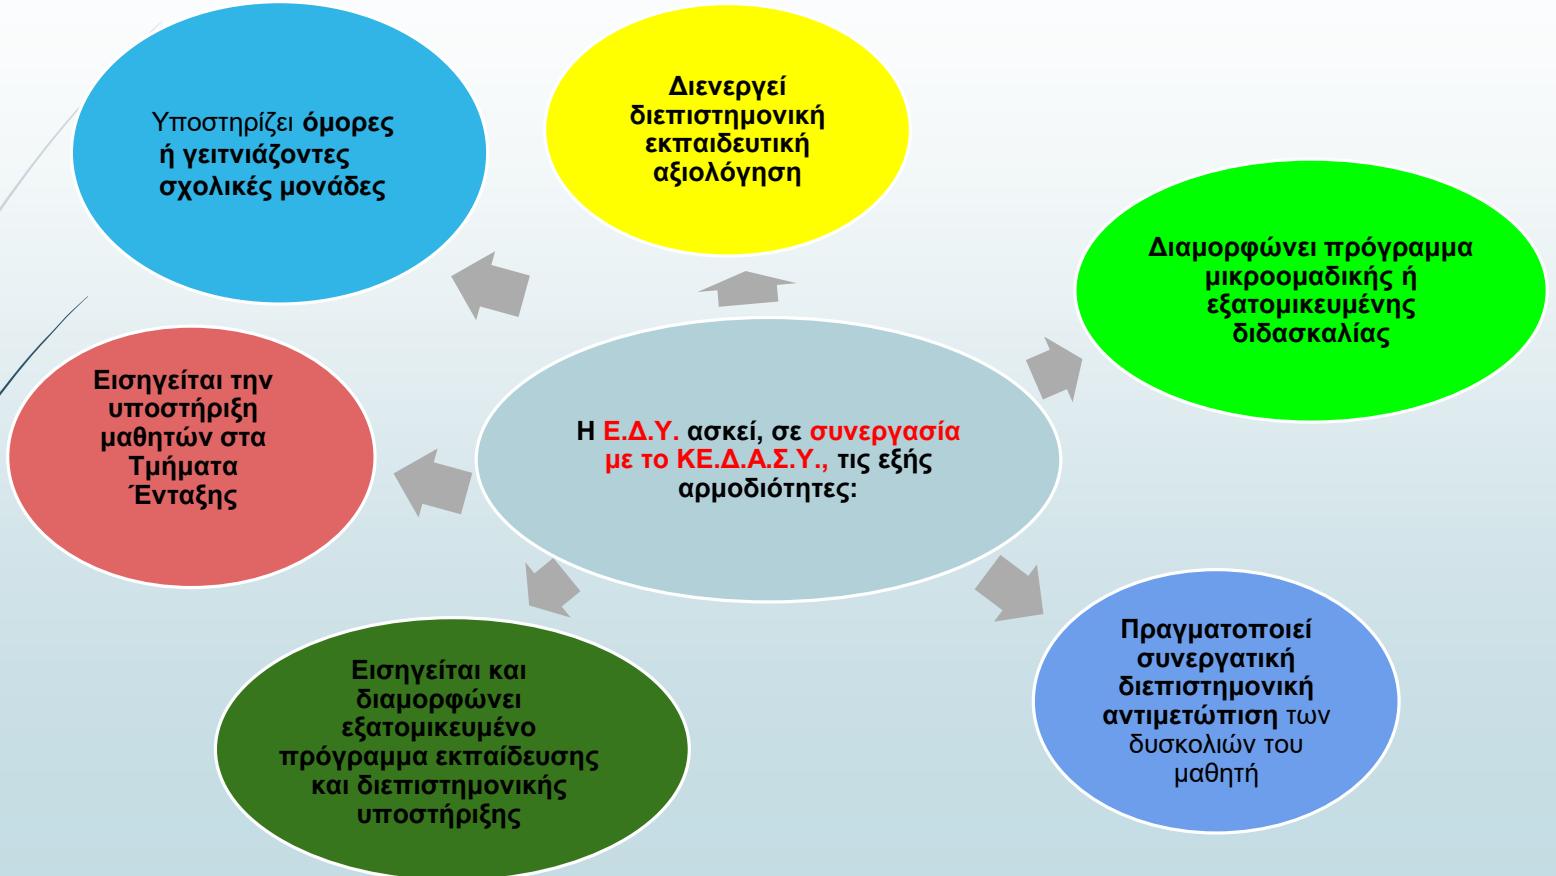 Υποστηρίζει όμορες
ή γειτνιάζοντες
σχολικές μονάδες
Διενεργεί
διεπιστημονική
εκπαιδευτική
αξιολόγηση
Διαμορφώνει πρόγραμμα
μικροομαδικής ή
εξατομικευμένης
διδασκαλίας
Εισηγείται την
υποστήριξη
μαθητών στα
Τμήματα
Ένταξης
Η Ε.Δ.Υ. ασκεί, σε συνεργασία
με το ΚΕ.Δ.Α.Σ.Υ., τις εξής
αρμοδιότητες:
Πραγματοποιεί
συνεργατική
διεπιστημονική
αντιμετώπιση των
δυσκολιών του
μαθητή
Εισηγείται και
διαμορφώνει
εξατομικευμένο
πρόγραμμα εκπαίδευσης
και διεπιστημονικής
υποστήριξης